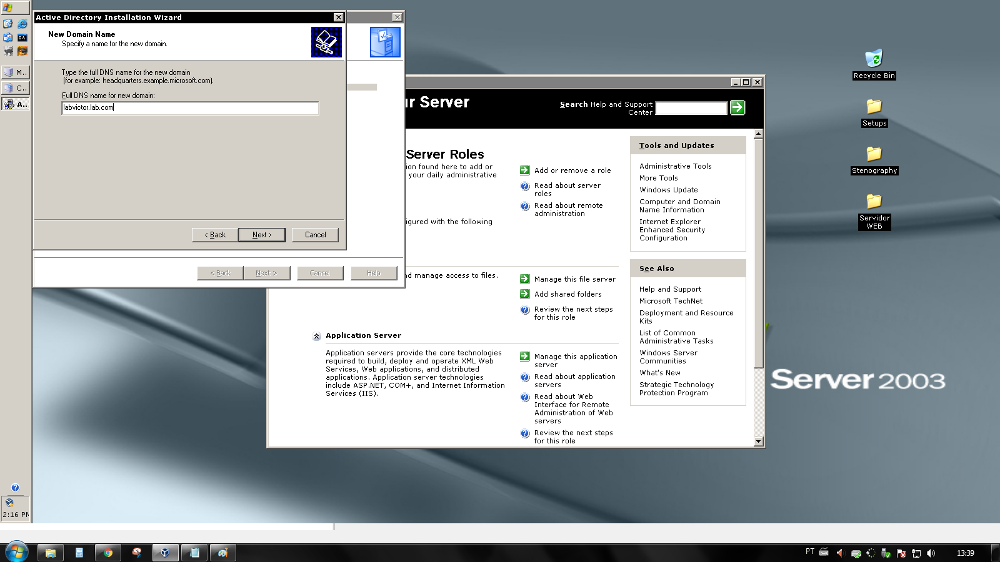 Active Directory Installation Wizard
New Domain Name
Specify a name for the new domain.
Type the full DNS name for the new domain
(for example: headquarters.example.microsoft.com).
Full DNS name for new domain:
labvictor.lab.com
< Back
Next >
Cancel
< Back
Next >
Cancel
Help
M..
C..
A..
2:16 PM
ur Server
Search Help and Support
Center
Server Roles
ion found here to add or
your daily administrative
igured with the following
nd manage access to files.
Add or remove a role
Read about server
roles
Read about remote
administration
Manage this file server
Add shared folders
Review the next steps
for this role
Application Server
Application servers provide the core technologies
required to build, deploy and operate XML Web
Services, Web applications, and distributed
applications. Application server technologies
include ASP.NET, COM+, and Internet Information
Services (IIS).
Manage this application
server
Read about application
servers
Read about Web
Interface for Remote
Administration of Web
servers
Review the next steps
for this role
Tools and Updates
Administrative Tools
More Tools
Windows Update
Computer and Domain
Name Information
Internet Explorer
Enhanced Security
Configuration
See Also
Help and Support
Microsoft TechNet
Deployment and Resource
Kits
List of Common
Administrative Tasks
Windows Server
Communities
What's New
Strategic Technology
Protection Program
Recycle Bin
Setups
Stenography
Servidor
WEB
Server 2003
PT
13:39